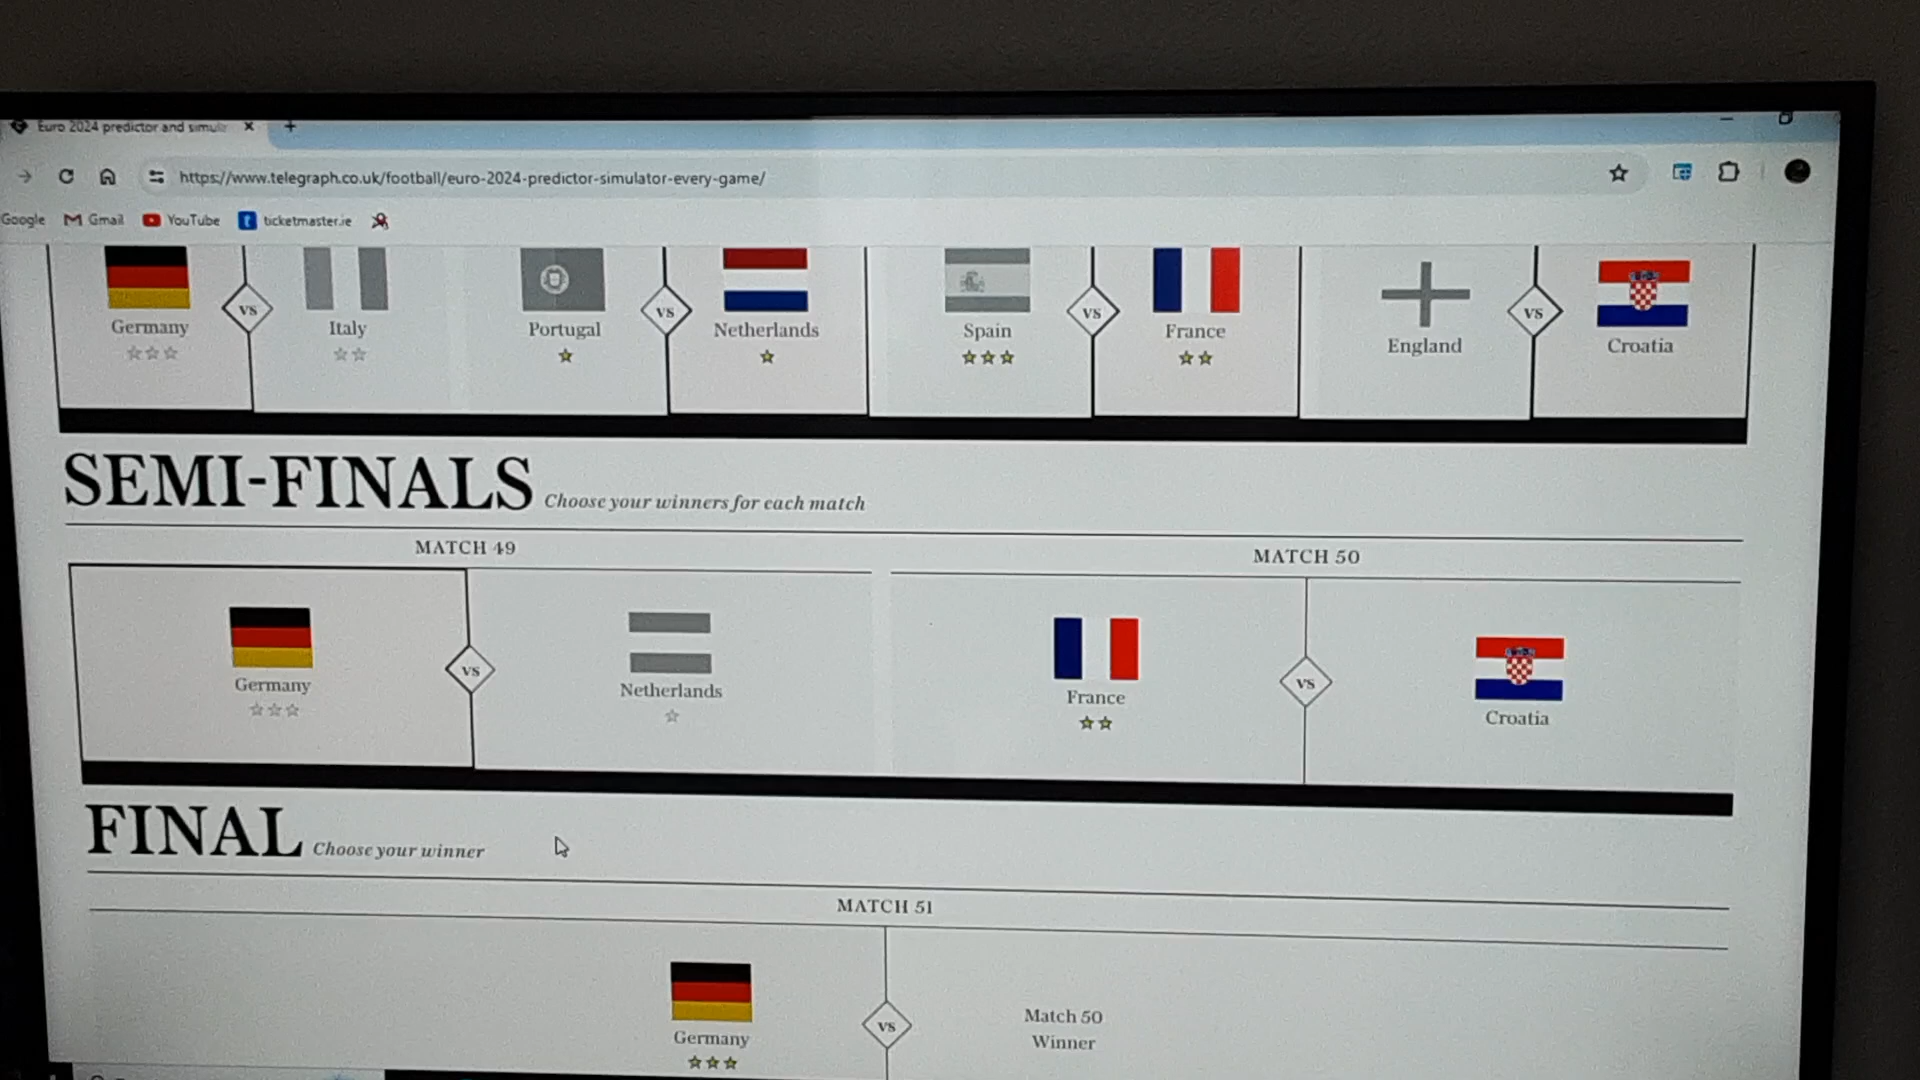 Euro 2024 predictor and simula
https://www.telegraph.co.uk/football/euro-2024-predictor-simulator-every-game/
Google Gmail YouTube ticketmaster.ie
Germany VS Italy Portugal VS Netherlands Spain VS France England VS Croatia
SEMI-FINALS Choose your winners for each match
MATCH 49 MATCH 50
Germany VS Netherlands France VS Croatia
FINAL Choose your winner
MATCH 51
Germany VS Match 50
Winner